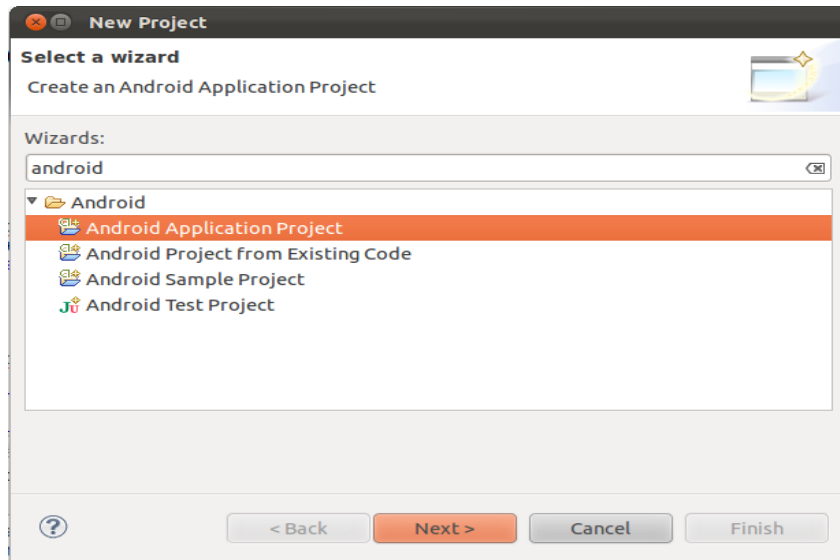 New Project
Select a wizard
Create an Android Application Project
Wizards:
android
Android
Android Application Project
Android Project from Existing Code
Android Sample Project
Android Test Project
< Back
Next >
Cancel
Finish